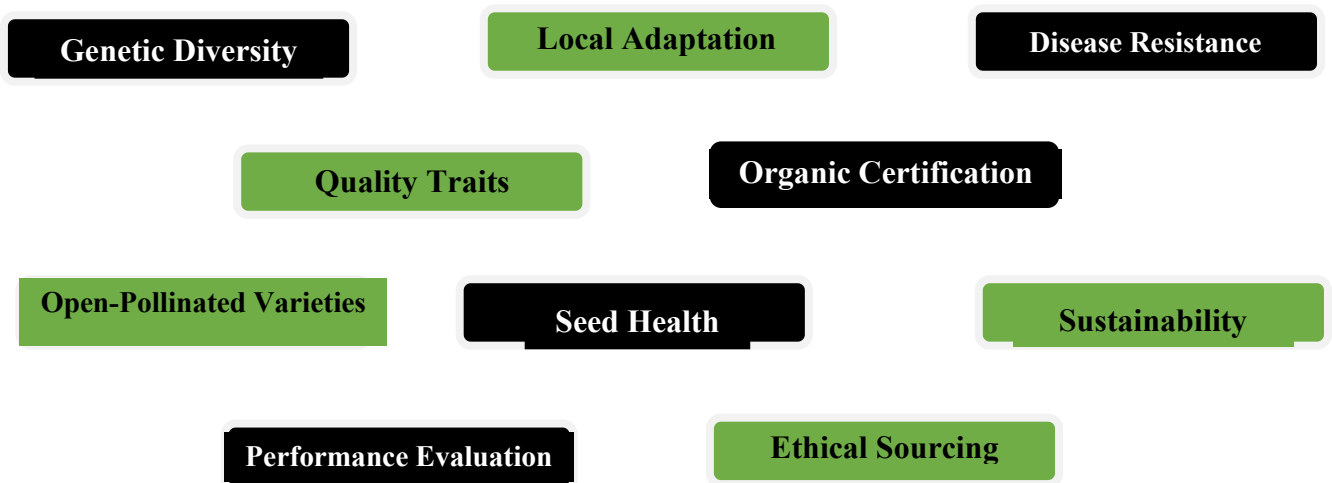 Genetic Diversity
Local Adaptation
Disease Resistance
Quality Traits
Organic Certification
Open-Pollinated Varieties
Seed Health
Sustainability
Performance Evaluation
Ethical Sourcing